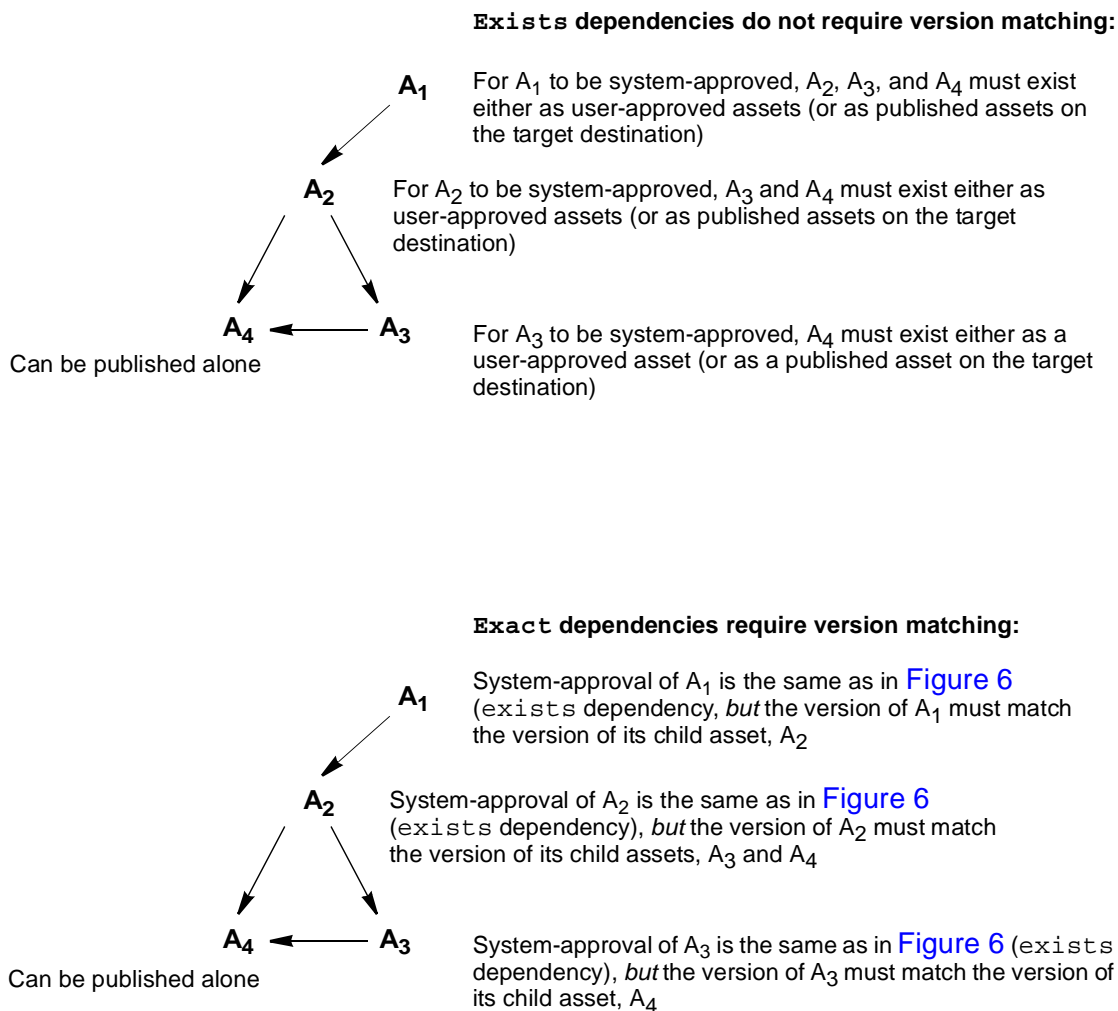 Exists dependencies do not require version matching:
A1
For A1 to be system-approved, A2, A3, and A4 must exist
either as user-approved assets (or as published assets on
the target destination)
A2
For A2 to be system-approved, A3 and A4 must exist either as
user-approved assets (or as published assets on the target
destination)
A4
A3
Can be published alone
For A3 to be system-approved, A4 must exist either as a
user-approved asset (or as a published asset on the target
destination)
Exact dependencies require version matching:
A1
System-approval of A1 is the same as in Figure 6
(exists dependency, but the version of A1 must match
the version of its child asset, A2
A2
System-approval of A2 is the same as in Figure 6
(exists dependency), but the version of A2 must match
the version of its child assets, A3 and A4
A4
A3
Can be published alone
System-approval of A3 is the same as in Figure 6 (exists
dependency), but the version of A3 must match the version of
its child asset, A4